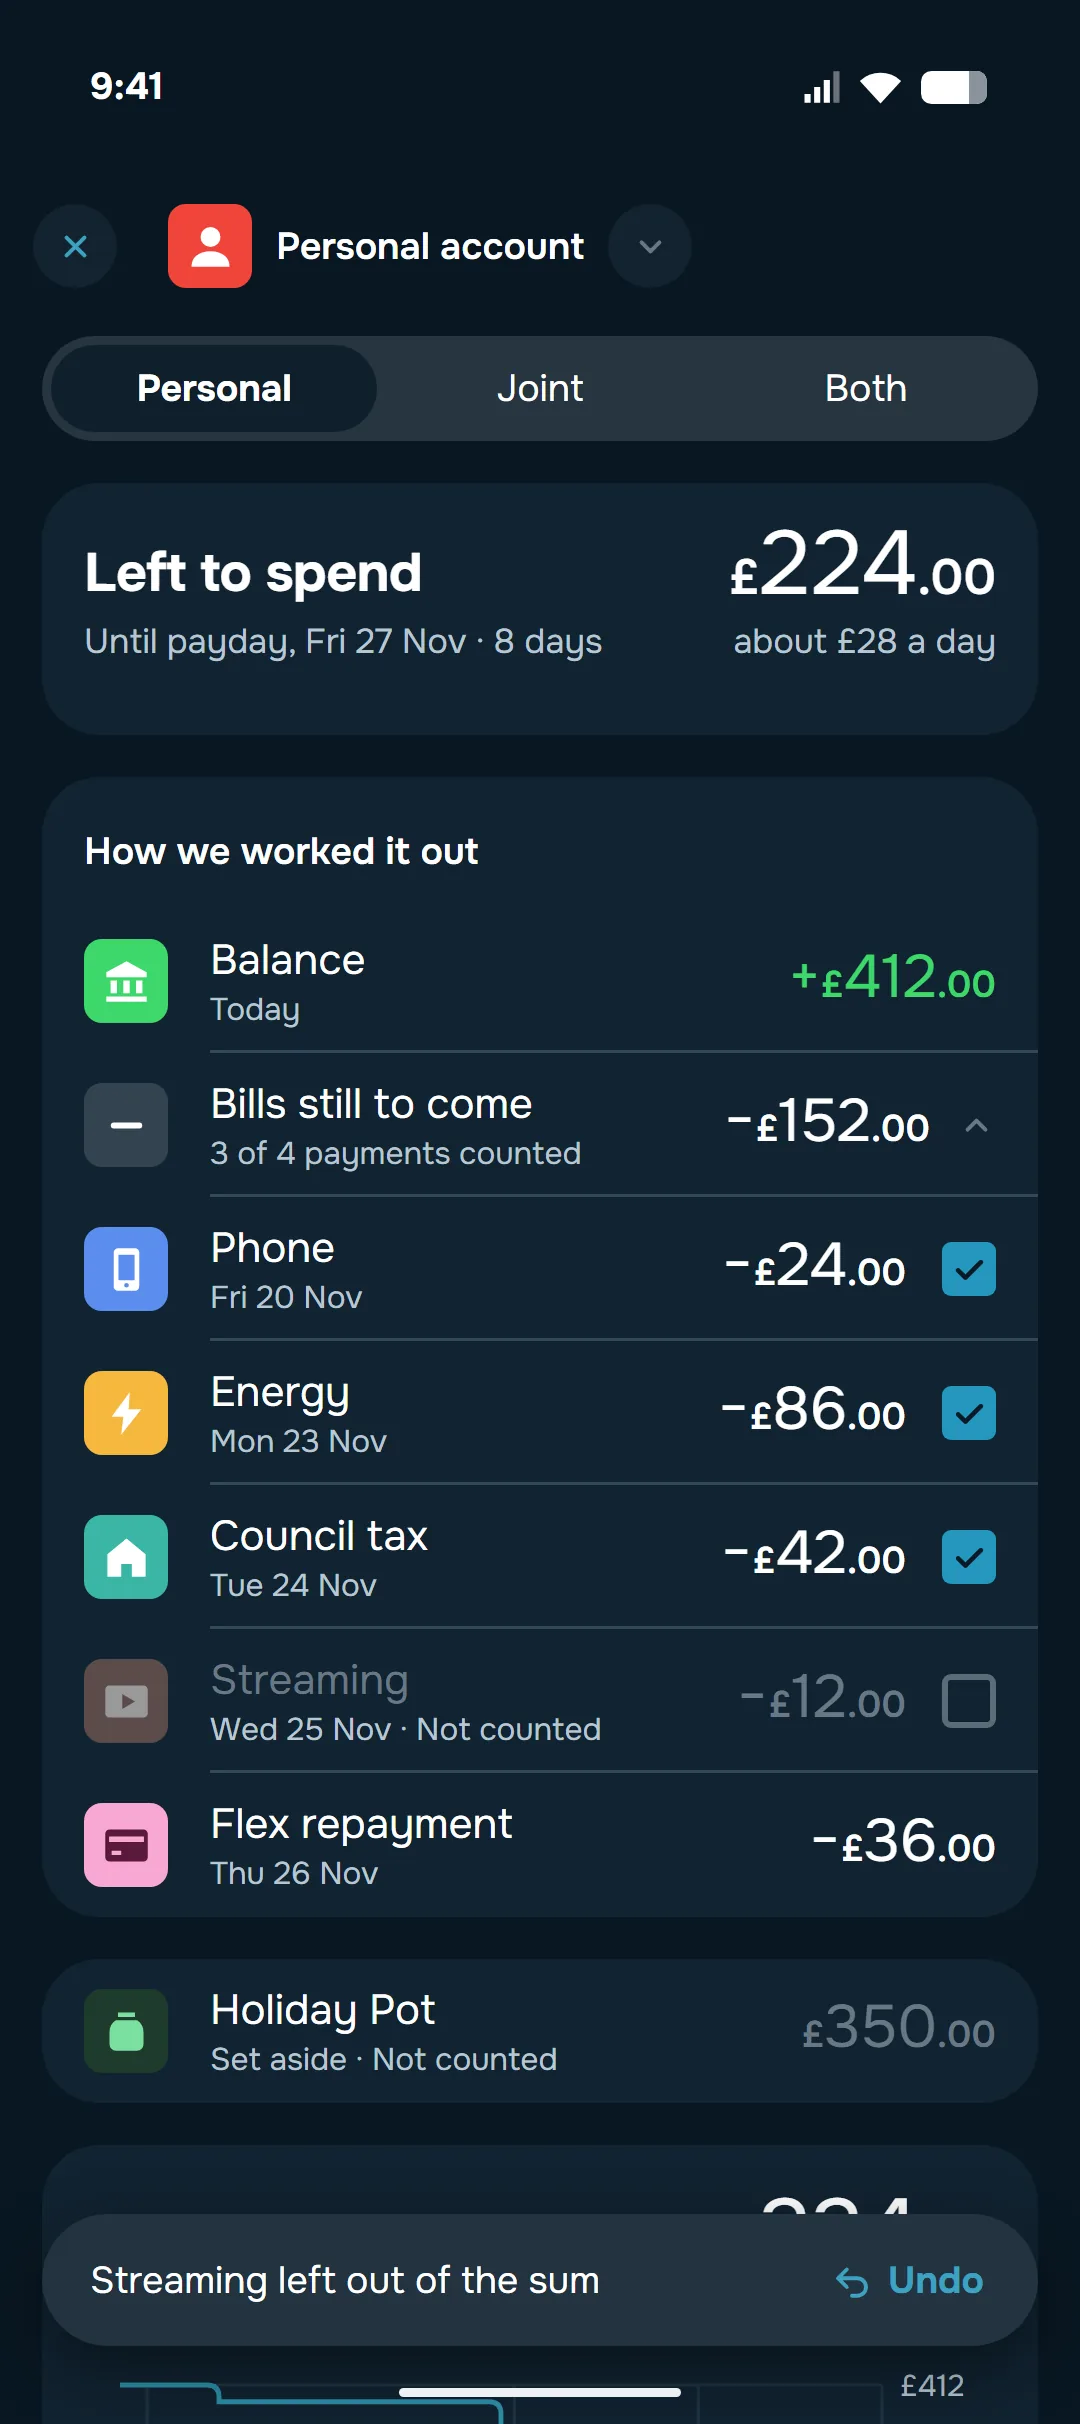 9:41
Personal account
Personal
Joint
Both
Left to spend
£224.00
Until payday, Fri 27 Nov · 8 days
about £28 a day
How we worked it out
Balance
+£412.00
Today
Bills still to come
−£152.00
3 of 4 payments counted
Phone
−£24.00
Fri 20 Nov
Energy
−£86.00
Mon 23 Nov
Council tax
−£42.00
Tue 24 Nov
Streaming
−£12.00
Wed 25 Nov · Not counted
Flex repayment
−£36.00
Thu 26 Nov
Holiday Pot
£350.00
Set aside · Not counted
Streaming left out of the sum
Undo
£412